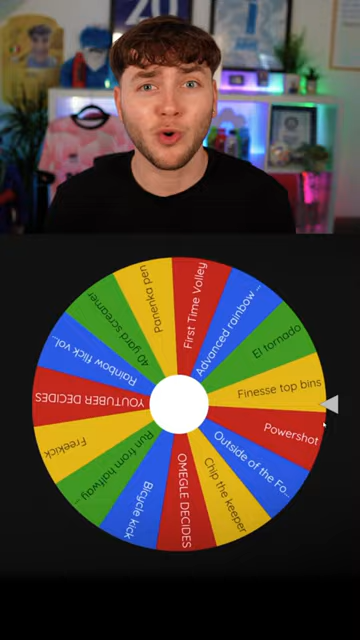 20
First Time Volley
Advanced rainbow ...
El tornado
Finesse top bins
Powershot
Outside of the Fo...
Chip the keeper
OMEGLE DECIDES
Bicycle kick
Run from halfway ...
Freekick
YOUTUBER DECIDES
Rainbow flick vol...
40 yard screamer
Panenka pen